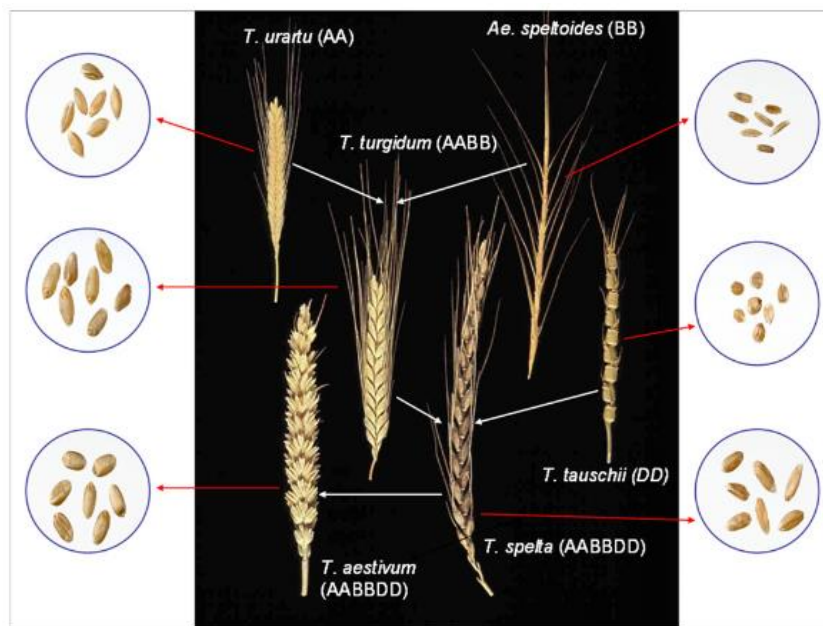 T. urartu (AA)
Ae. speltoides (BB)
T. turgidum (AABB)
T. tauschii (DD)
T. spelta (AABBDD)
T. aestivum
(AABBDD)